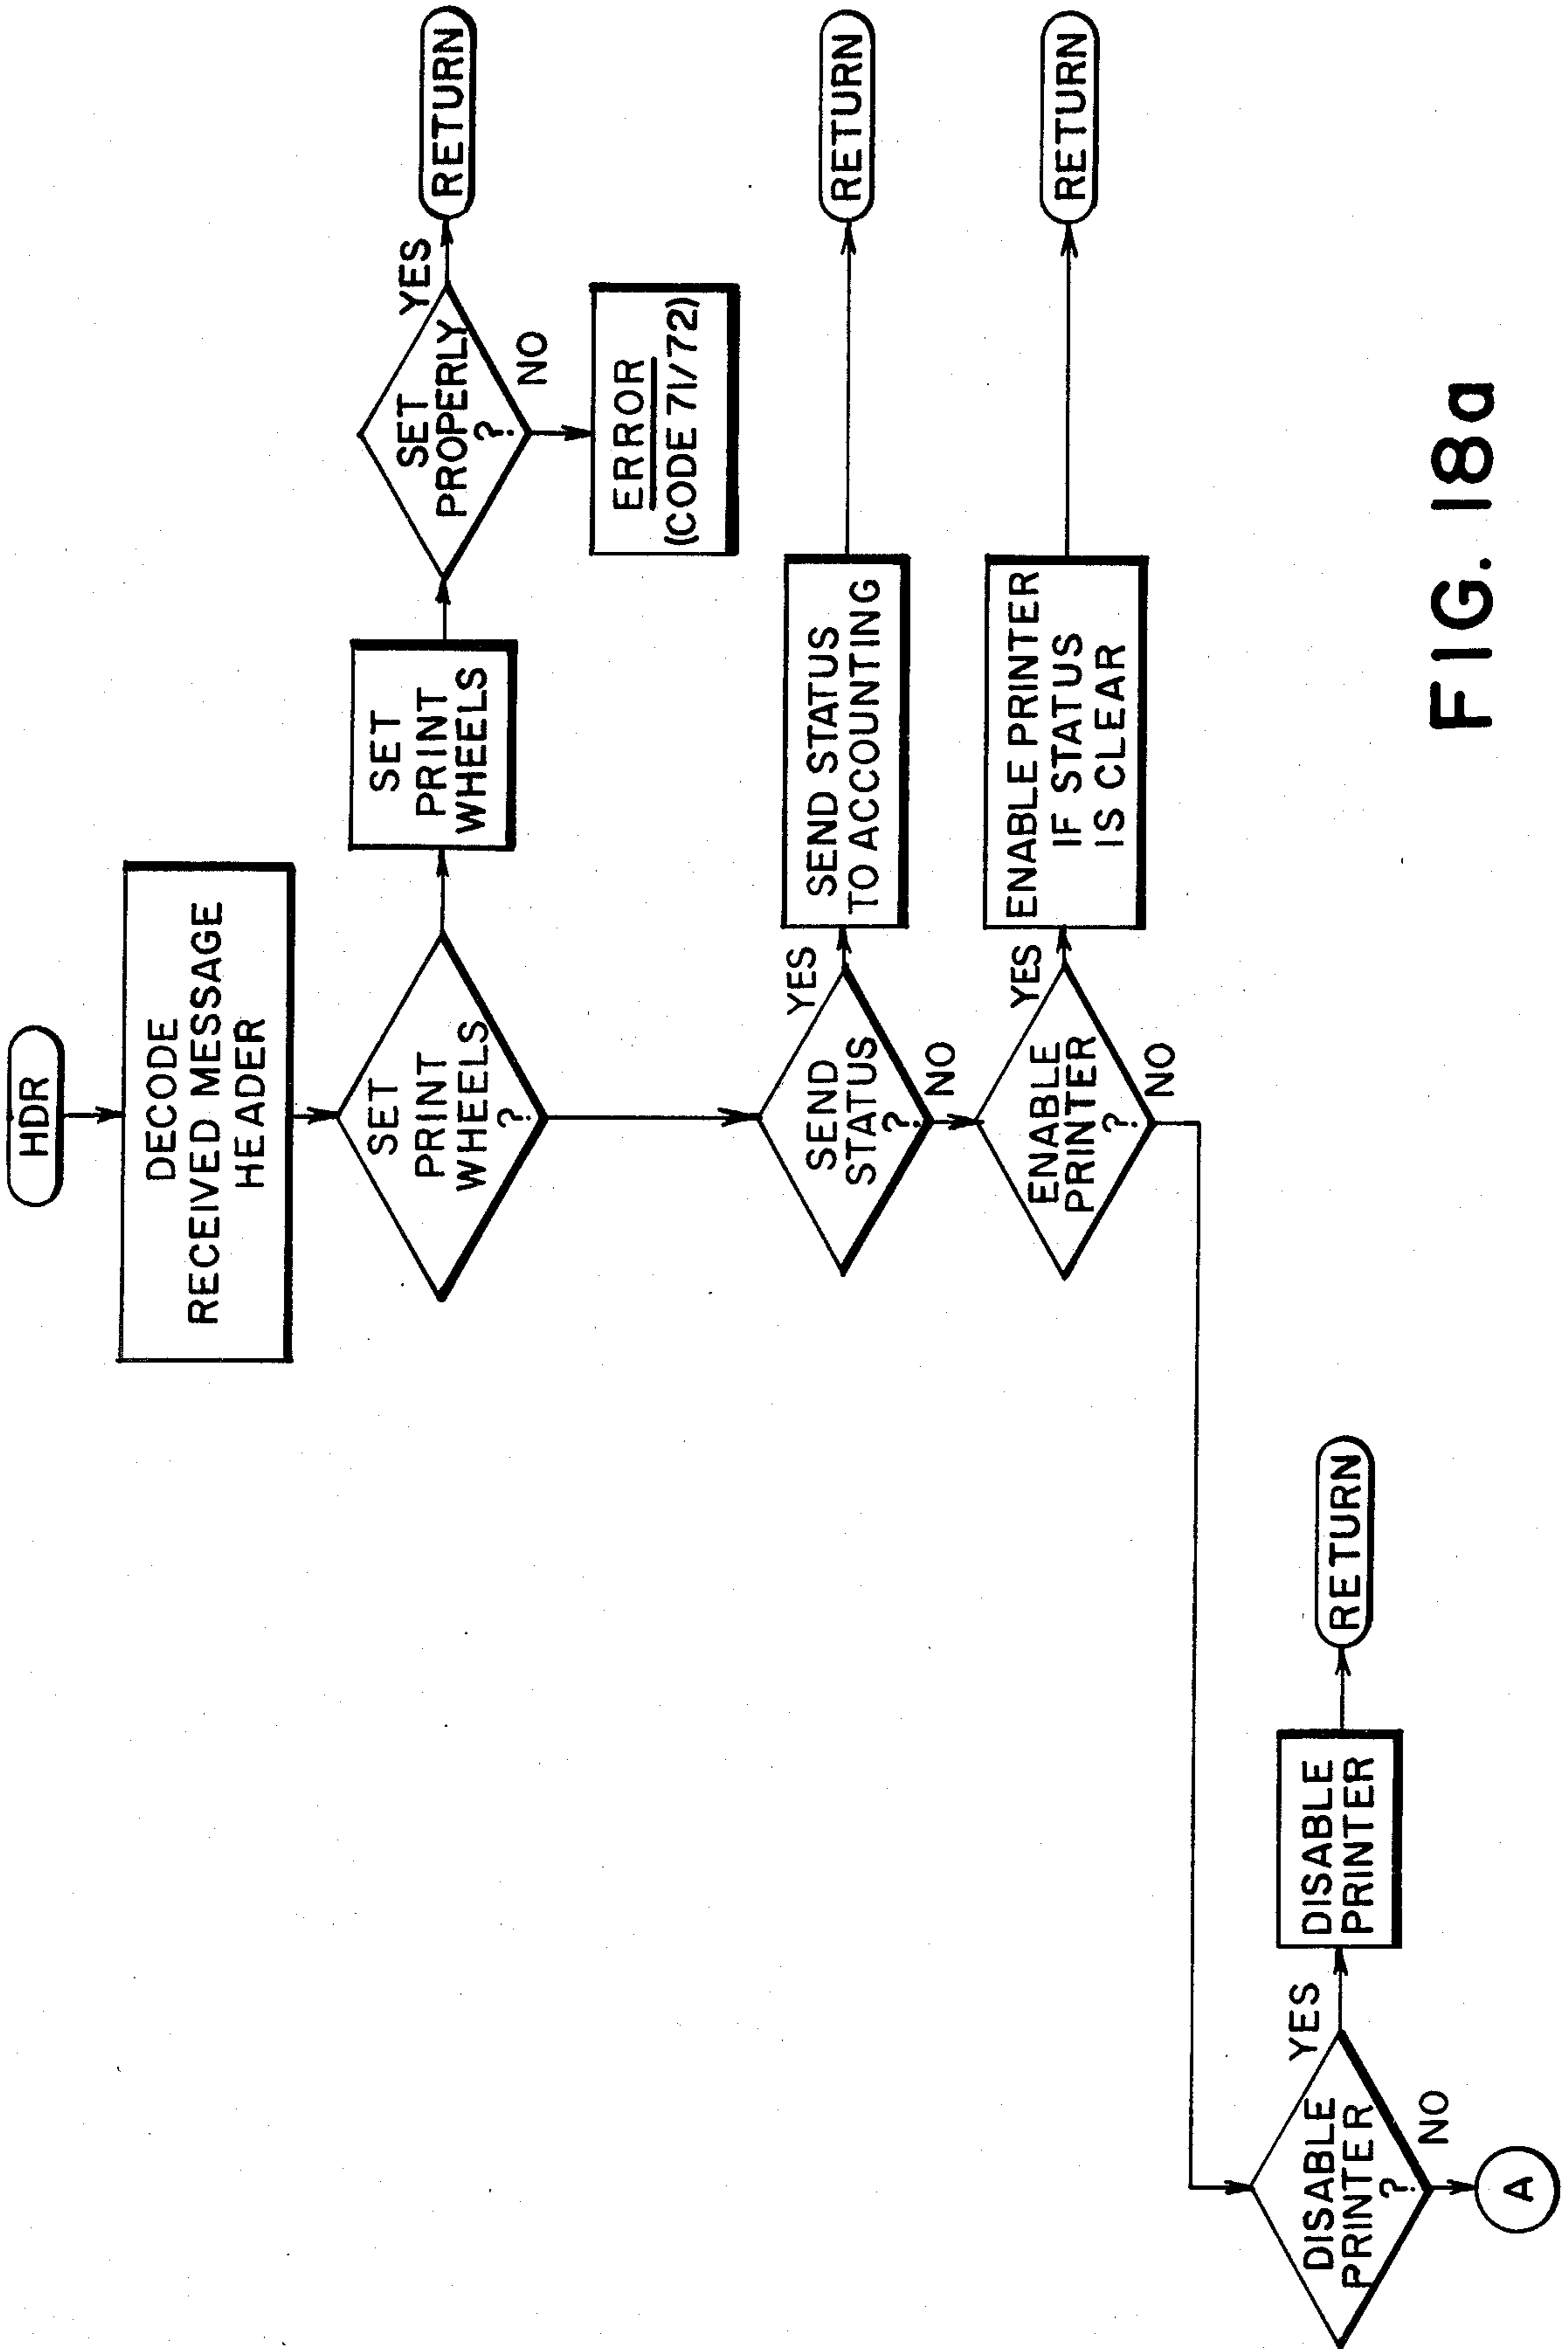 HDR
DECODE
RECEIVED MESSAGE
HEADER
SET
PRINT
WHEELS
?
SET
PRINT
WHEELS
SET
PROPERLY
?
YES
RETURN
NO
ERROR
(CODE 71/72)
SEND
STATUS
?
YES
SEND STATUS
TO ACCOUNTING
RETURN
NO
ENABLE
PRINTER
?
YES
ENABLE PRINTER
IF STATUS
IS CLEAR
RETURN
NO
DISABLE
PRINTER
?
YES
DISABLE
PRINTER
RETURN
NO
A
FIG. 18a